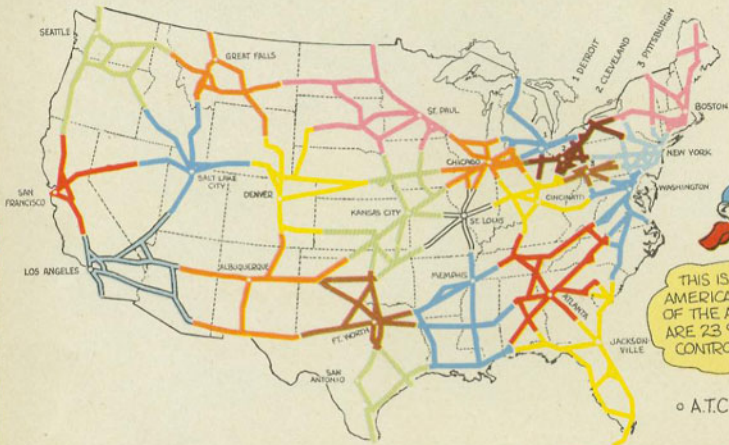 SEATTLE
GREAT FALLS
1 DETROIT
2 CLEVELAND
3 PITTSBURGH
ST. PAUL
BOSTON
CHICAGO
NEW YORK
SALT LAKE
CITY
SAN
FRANCISCO
DENVER
KANSAS CITY
ST. LOUIS
CINCINATTI
WASHINGTON
LOS ANGELES
ALBUQUERQUE
MEMPHIS
ATLANTA
FT. WORTH
SAN
ANTONIO
JACKSON-
VILLE
THIS IS
AMERICA
OF THE A
ARE 23
CONTRO
A.T.C